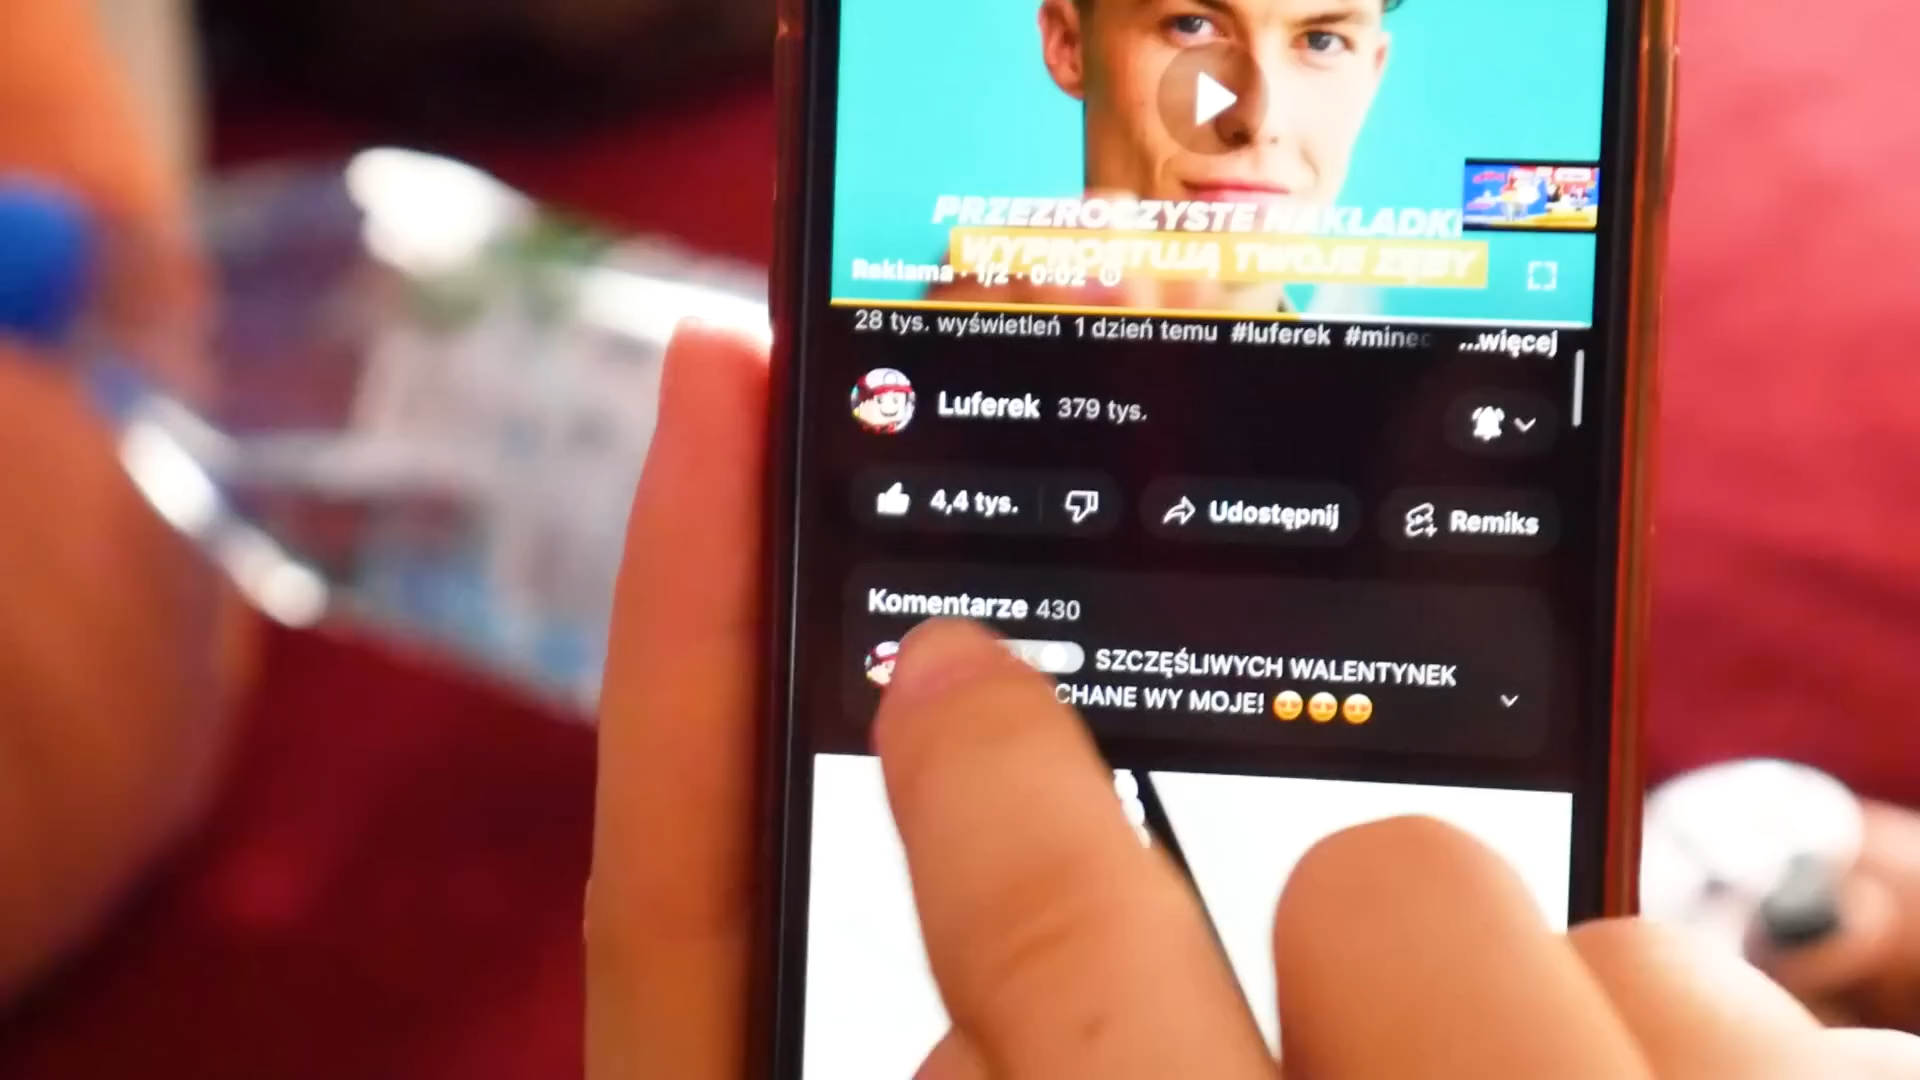 PRZEZROCZYSTE NAKŁADKI
WYPROSTUJĄ TWOJE ZĘBY
Reklama · 1/2 · 0:02
28 tys. wyświetleń 1 dzień temu #luferek #minec ...więcej
Luferek 379 tys.
4,4 tys. Udostępnij Remiks
Komentarze 430
SZCZĘŚLIWYCH WALENTYNEK
CHANE WY MOJE! 😍😍😍